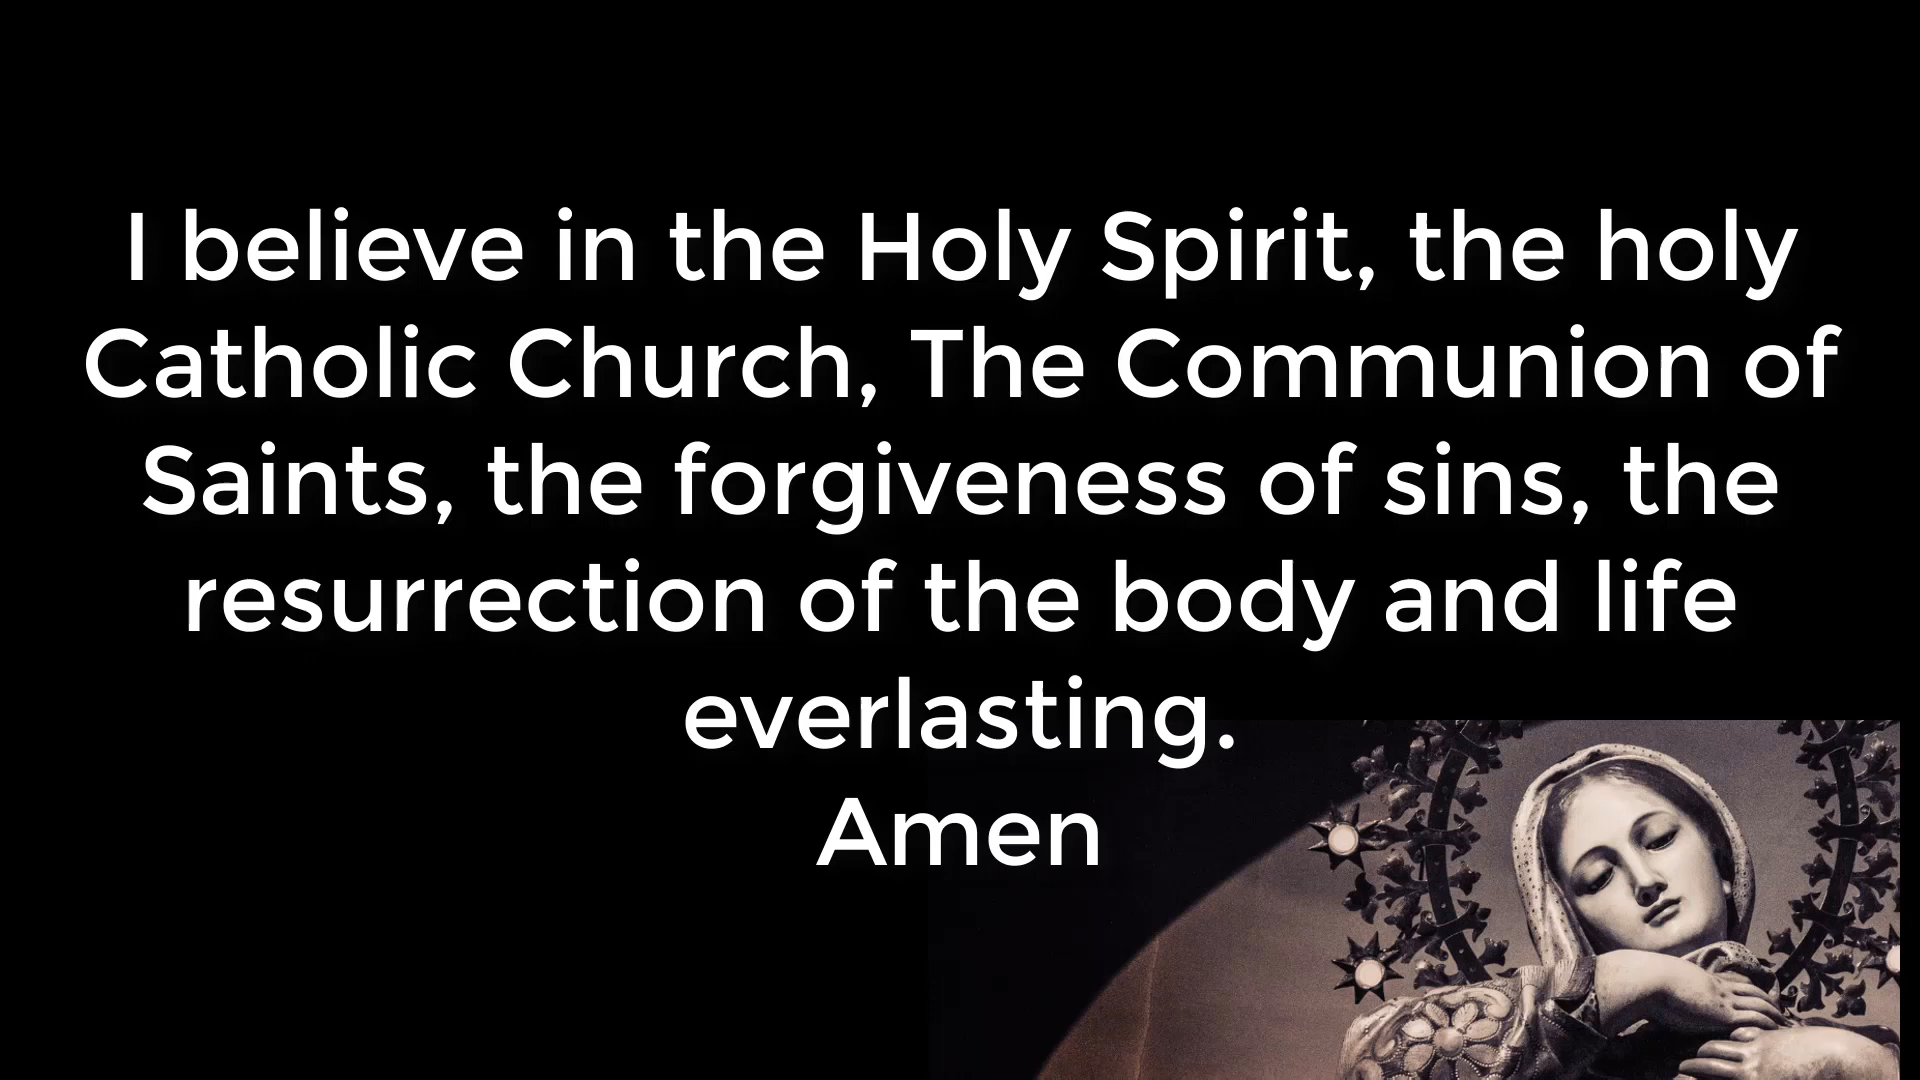 I believe in the Holy Spirit, the holy
Catholic Church, The Communion of
Saints, the forgiveness of sins, the
resurrection of the body and life
everlasting.
Amen